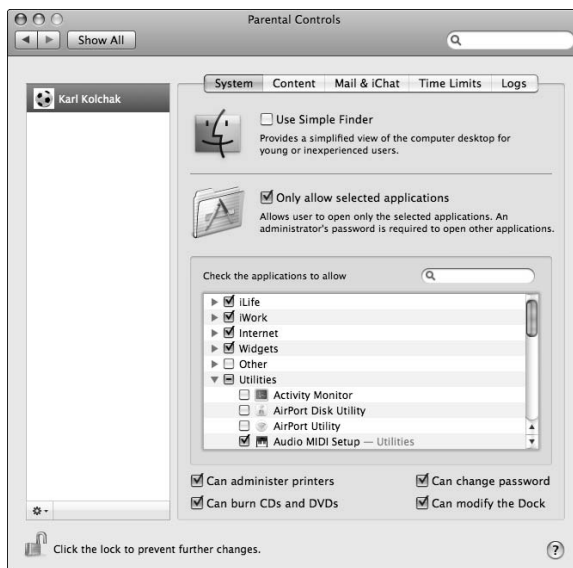 Parental Controls
Show All
Karl Kolchak
System Content Mail & iChat Time Limits Logs
Use Simple Finder
Provides a simplified view of the computer desktop for
young or inexperienced users.
Only allow selected applications
Allows user to open only the selected applications. An
administrator's password is required to open other applications.
Check the applications to allow
iLife
iWork
Internet
Widgets
Other
Utilities
Activity Monitor
AirPort Disk Utility
AirPort Utility
Audio MIDI Setup — Utilities
Can administer printers Can change password
Can burn CDs and DVDs Can modify the Dock
Click the lock to prevent further changes.
?